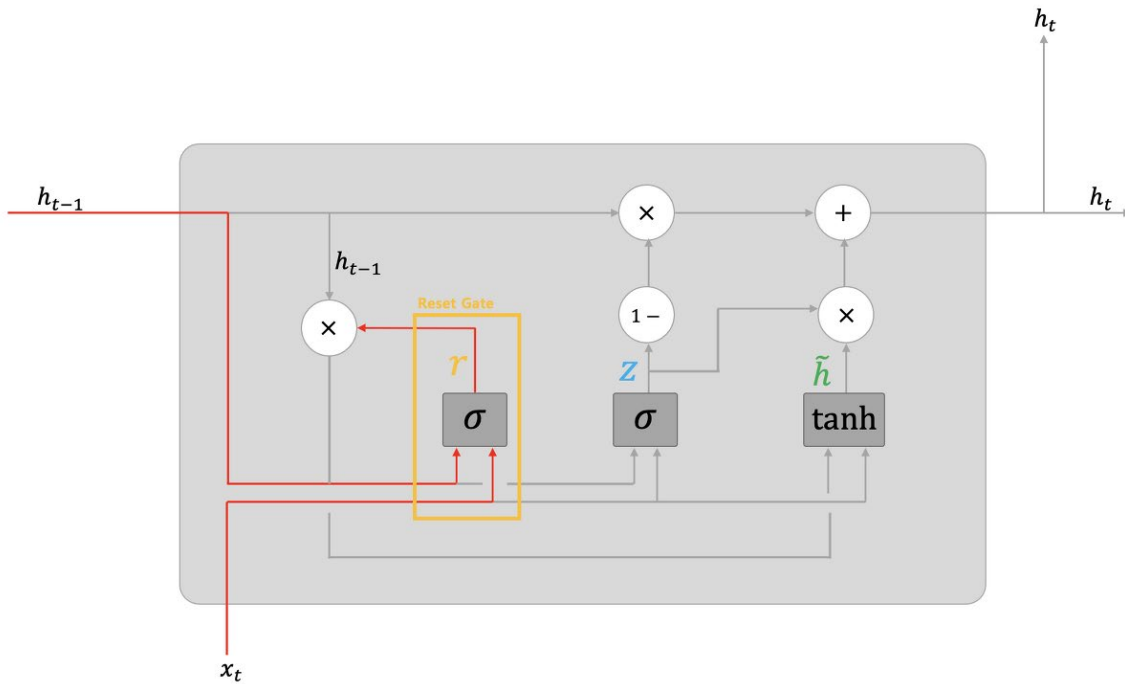 h_t
h_{t-1}
h_t
× +
h_{t-1}
Reset Gate
× 1 − ×
r z h̃
σ σ tanh
x_t